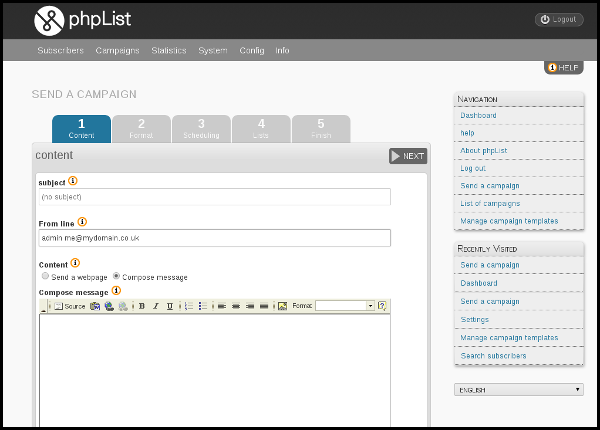 phpList
Logout
Subscribers Campaigns Statistics System Config Info
HELP
SEND A CAMPAIGN
1 2 3 4 5
Content Format Scheduling Lists Finish
content
NEXT
subject
(no subject)
From line
admin me@mydomain.co.uk
Content
Send a webpage Compose message
Compose message
Source B I U Format
NAVIGATION
Dashboard
help
About phpList
Log out
Send a campaign
List of campaigns
Manage campaign templates
RECENTLY VISITED
Send a campaign
Dashboard
Send a campaign
Settings
Manage campaign templates
Search subscribers
ENGLISH